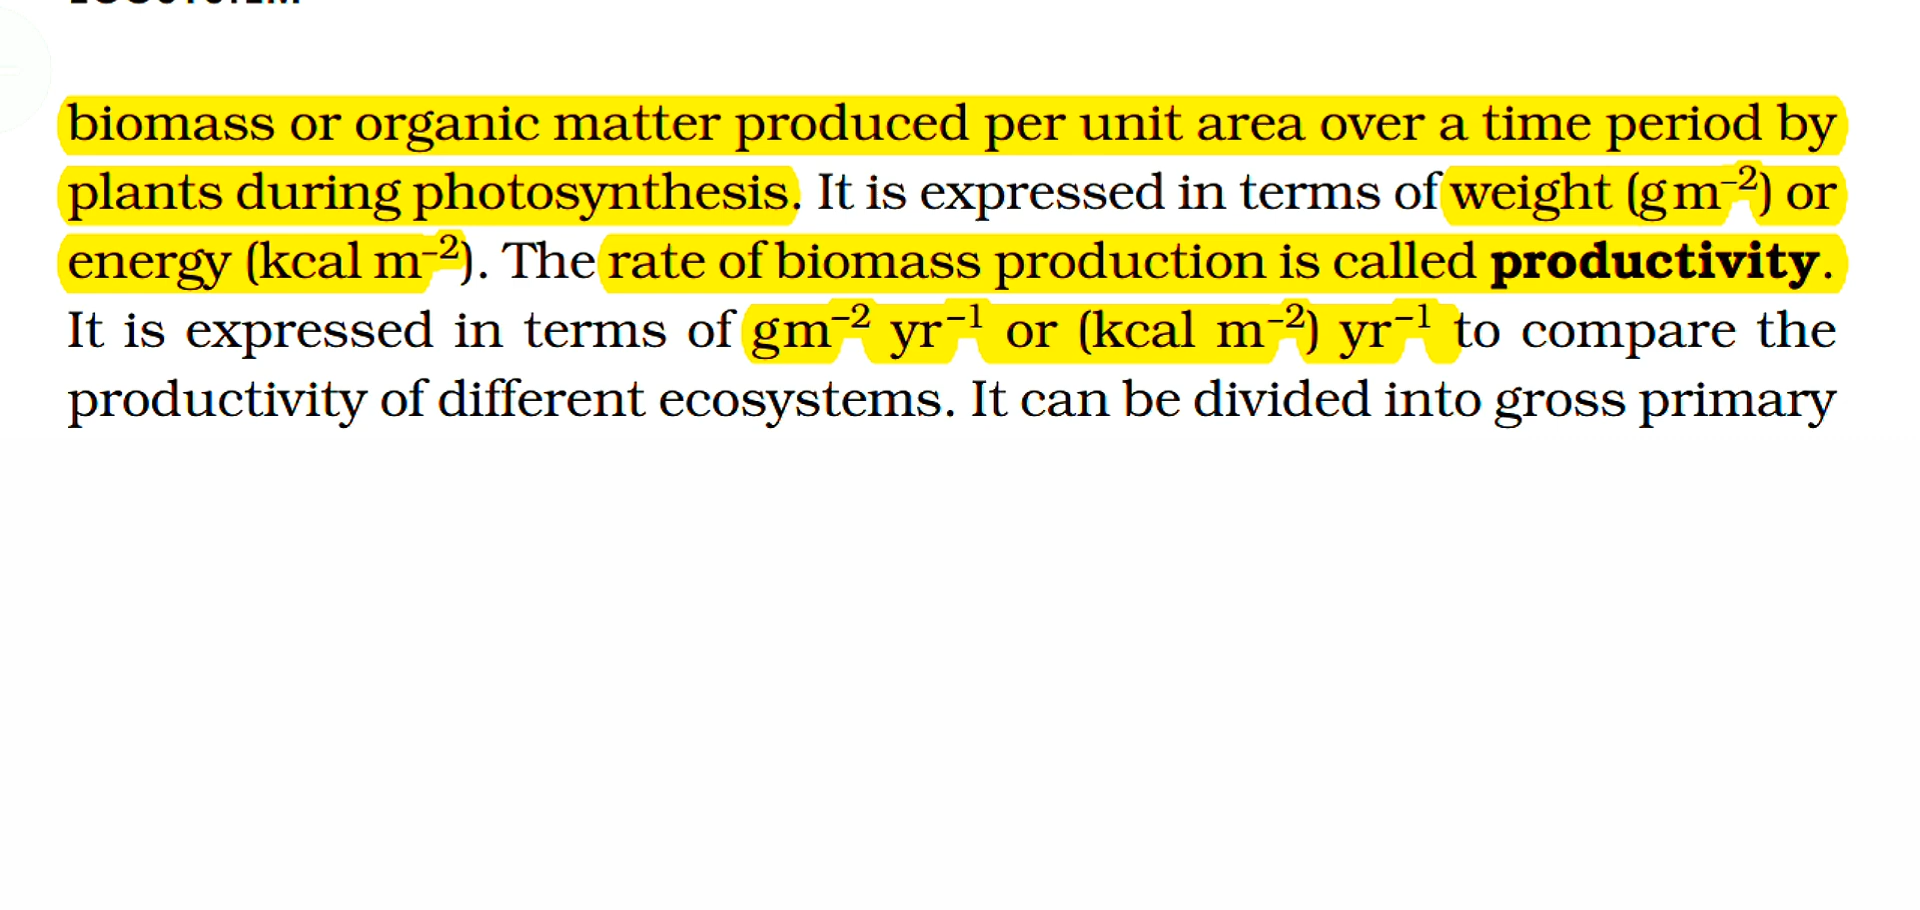 biomass or organic matter produced per unit area over a time period by
plants during photosynthesis. It is expressed in terms of weight (gm⁻²) or
energy (kcal m⁻²). The rate of biomass production is called productivity.
It is expressed in terms of gm⁻² yr⁻¹ or (kcal m⁻²) yr⁻¹ to compare the
productivity of different ecosystems. It can be divided into gross primary